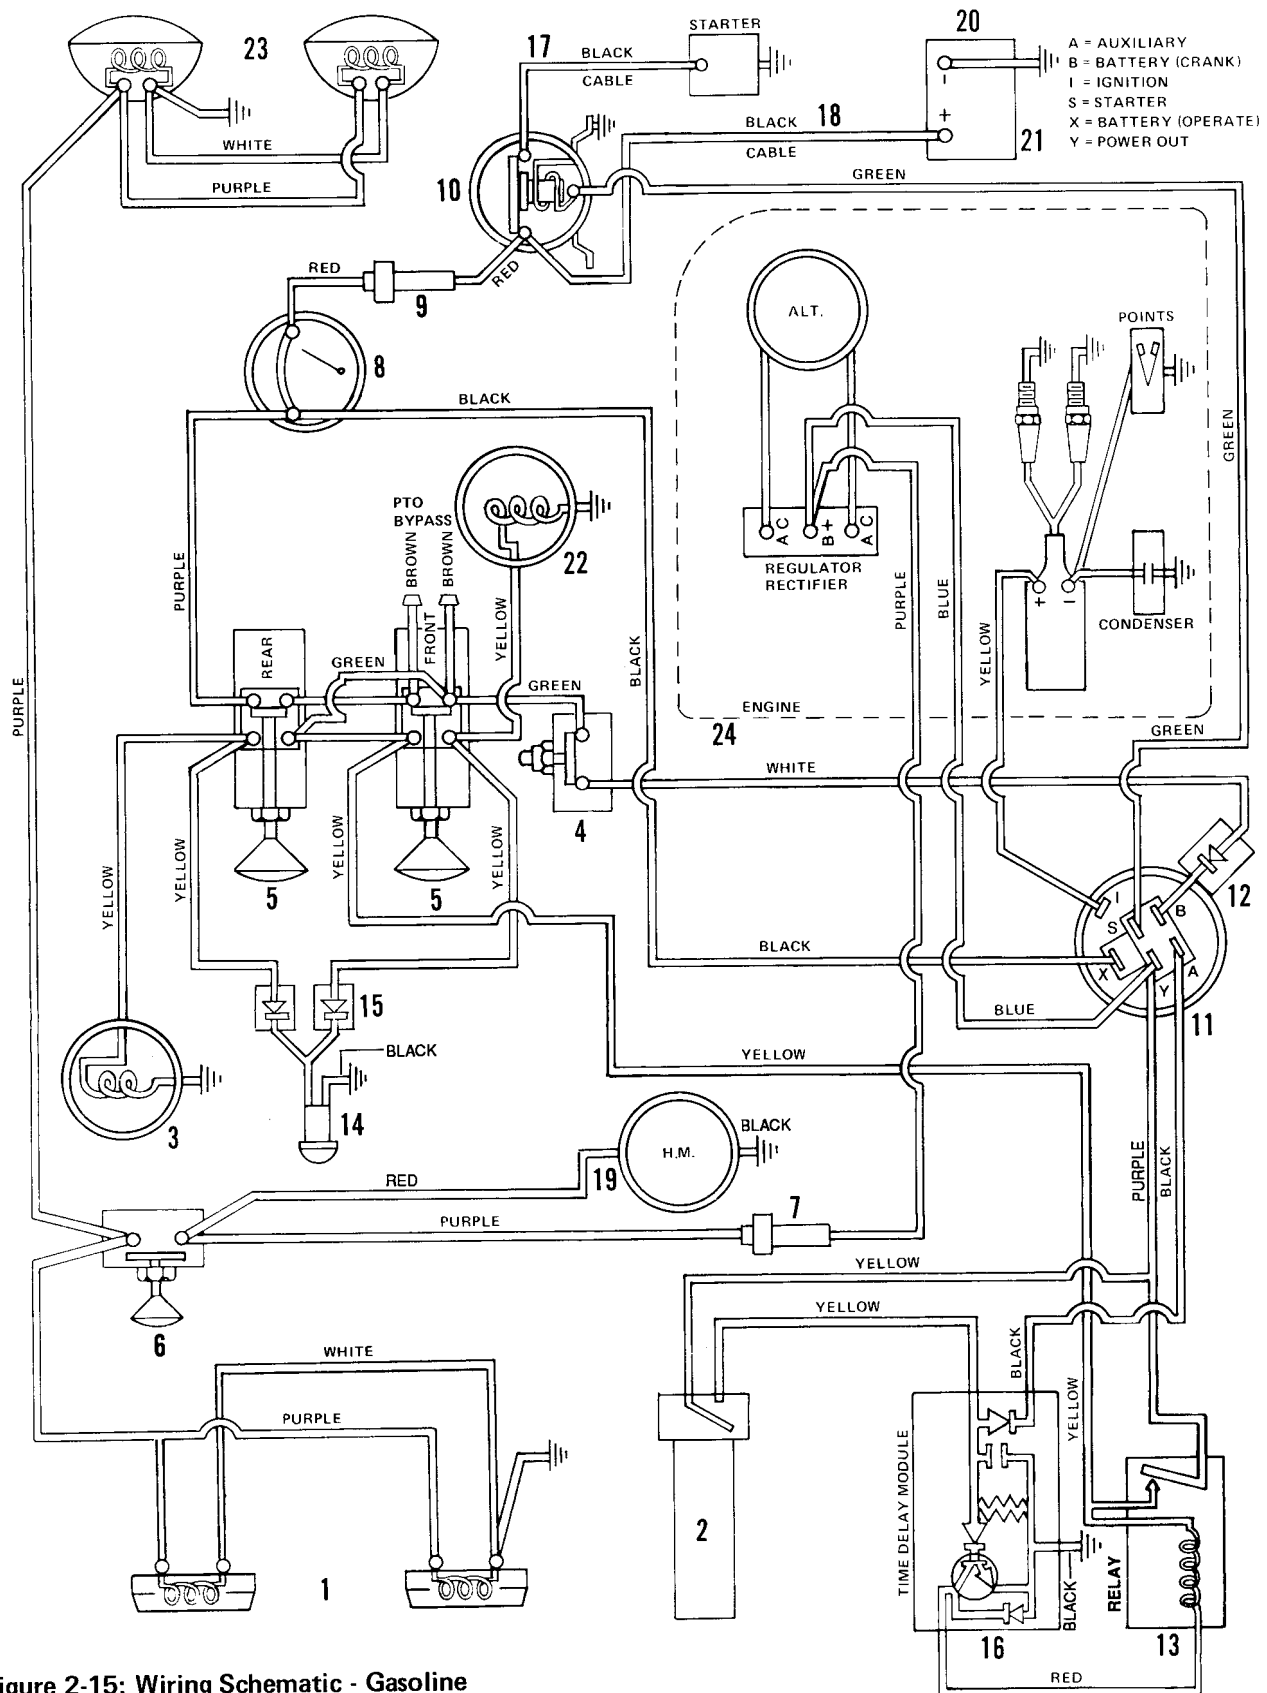 23
STARTER
20
17
BLACK
CABLE
A = AUXILIARY
B = BATTERY (CRANK)
I = IGNITION
S = STARTER
X = BATTERY (OPERATE)
Y = POWER OUT
-
+
18
BLACK
CABLE
21
WHITE
PURPLE
10
GREEN
RED
RED
9
8
ALT.
POINTS
BLACK
GREEN
PTO
BYPASS
BROWN
BROWN
22
A C
B +
A C
REGULATOR
RECTIFIER
PURPLE
YELLOW
PURPLE
BLUE
+
-
CONDENSER
REAR
FRONT
GREEN
GREEN
BLACK
YELLOW
PURPLE
ENGINE
24
GREEN
WHITE
4
YELLOW
YELLOW
YELLOW
YELLOW
5
5
12
I
B
S
X
Y
A
BLACK
15
BLUE
11
BLACK
YELLOW
3
14
H.M.
BLACK
19
RED
PURPLE
BLACK
7
PURPLE
YELLOW
6
YELLOW
WHITE
BLACK
PURPLE
YELLOW
TIME DELAY MODULE
2
1
BLACK
RELAY
16
13
RED
igure 2-15: Wiring Schematic - Gasoline